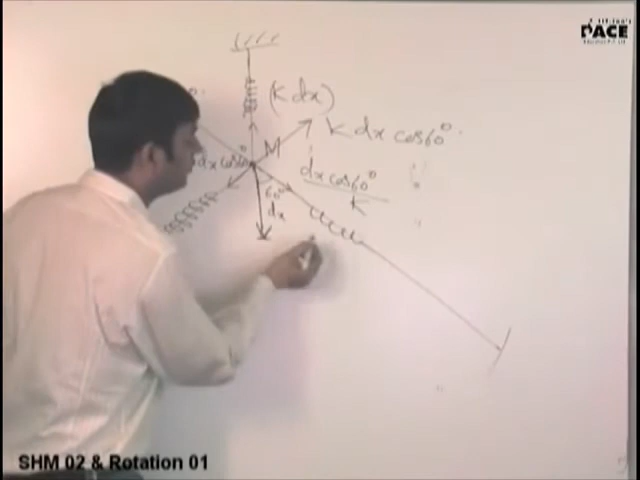 PACE
(k dx)
k dx cos60°.
M
dx cos60°
dx cos60°
k
60°
dx
SHM 02 & Rotation 01